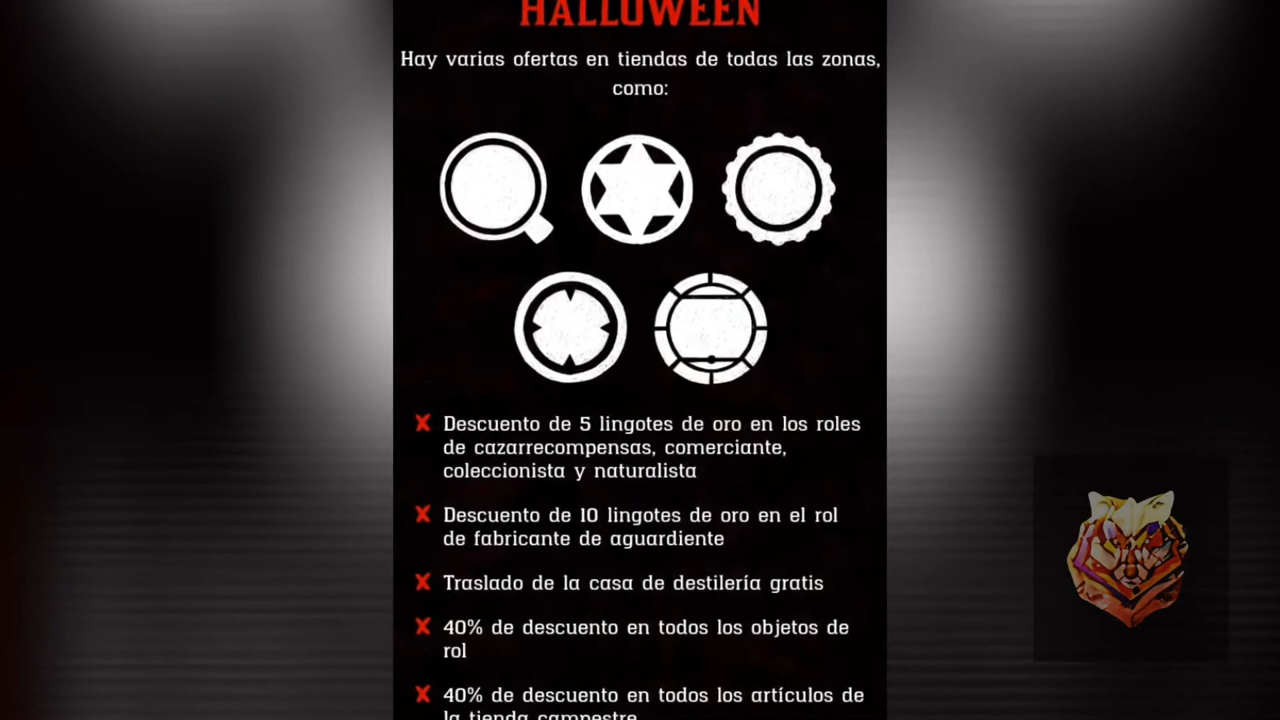 HALLOWEEN
Hay varias ofertas en tiendas de todas las zonas,
como:
X Descuento de 5 lingotes de oro en los roles
de cazarrecompensas, comerciante,
coleccionista y naturalista
X Descuento de 10 lingotes de oro en el rol
de fabricante de aguardiente
X Traslado de la casa de destilería gratis
X 40% de descuento en todos los objetos de
rol
X 40% de descuento en todos los artículos de
la tienda campestre